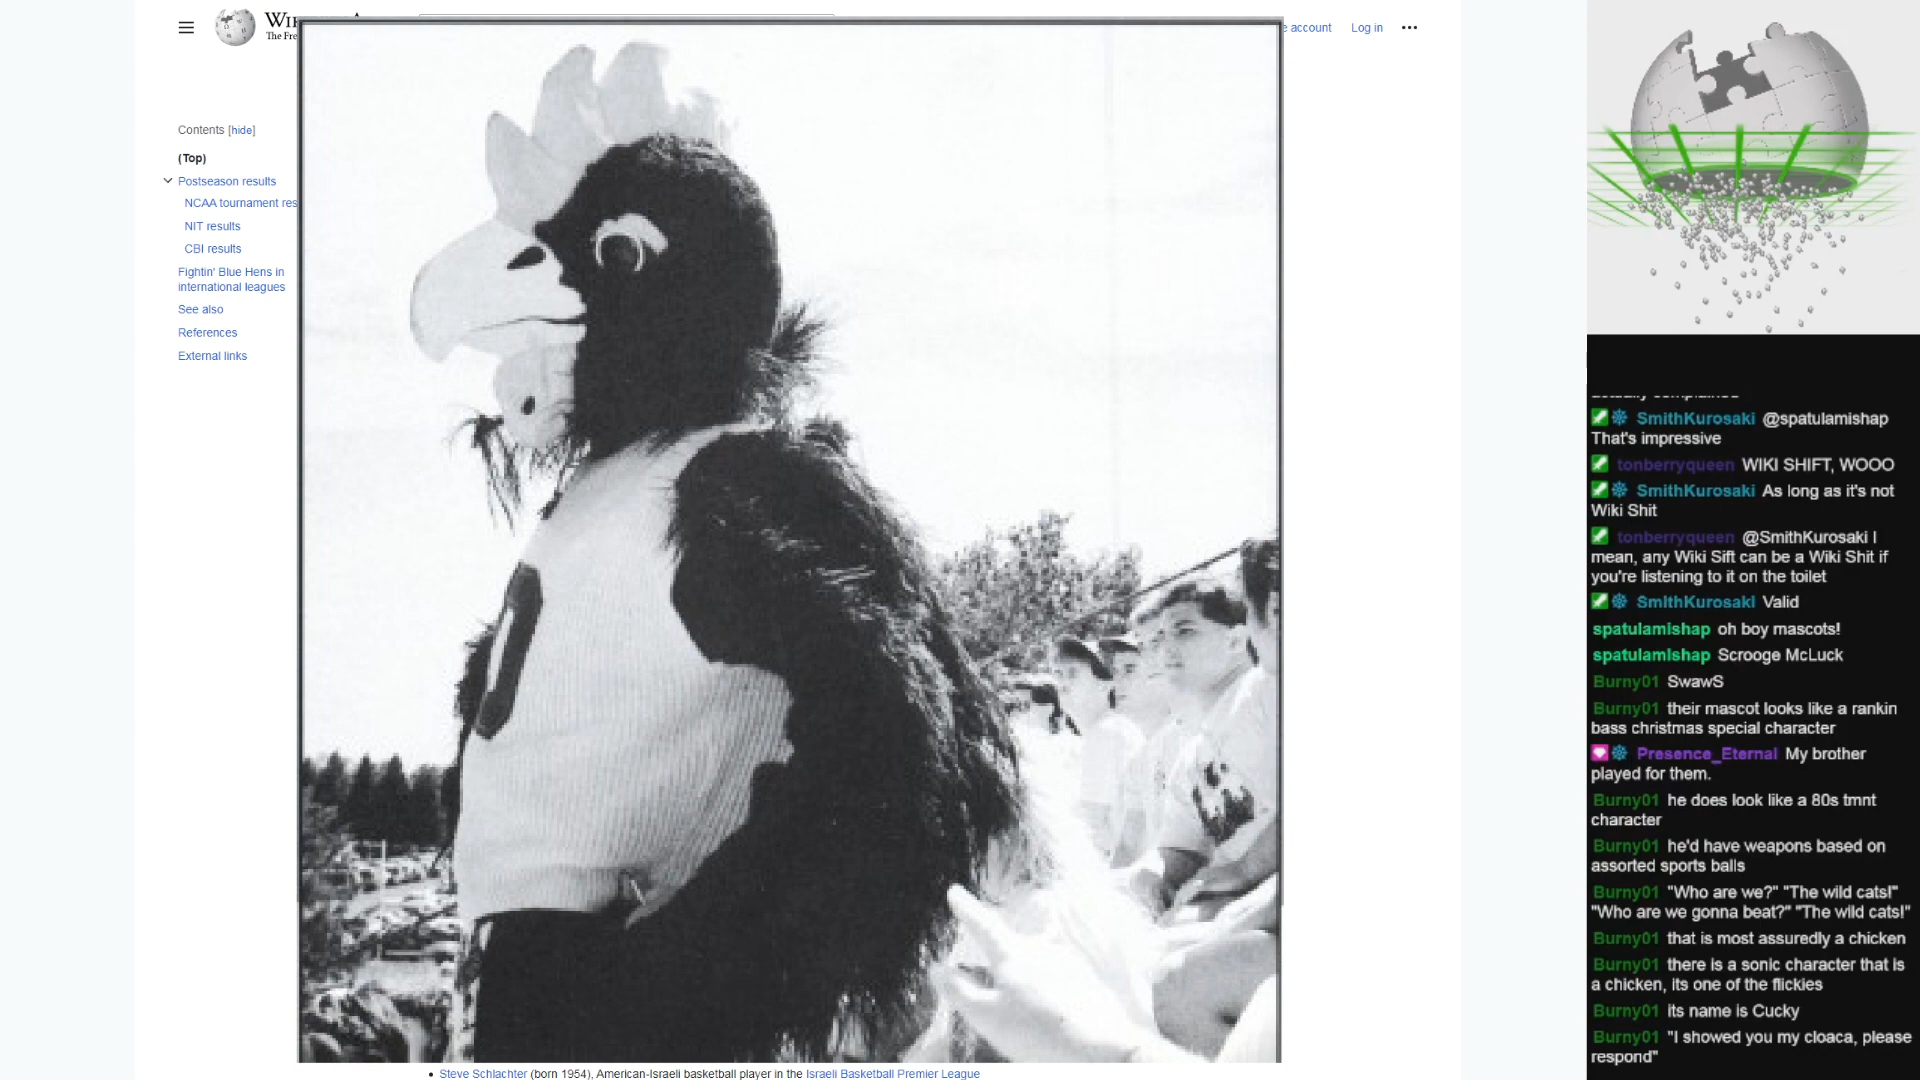 The Fre
e account
Log in
Contents [hide]
(Top)
Postseason results
NCAA tournament res
NIT results
CBI results
Fightin' Blue Hens in
international leagues
See also
References
External links
Steve Schlachter (born 1954), American-Israeli basketball player in the Israeli Basketball Premier League
SmithKurosaki @spatulamishap
That's impressive
tonberryqueen WIKI SHIFT, WOOO
SmithKurosaki As long as it's not
Wiki Shit
tonberryqueen @SmithKurosaki I
mean, any Wiki Sift can be a Wiki Shit if
you're listening to it on the toilet
SmithKurosaki Valid
spatulamishap oh boy mascots!
spatulamishap Scrooge McLuck
Burny01 SwawS
Burny01 their mascot looks like a rankin
bass christmas special character
Presence_Eternal My brother
played for them.
Burny01 he does look like a 80s tmnt
character
Burny01 he'd have weapons based on
assorted sports balls
Burny01 "Who are we?" "The wild cats!"
"Who are we gonna beat?" "The wild cats!"
Burny01 that is most assuredly a chicken
Burny01 there is a sonic character that is
a chicken, its one of the flickies
Burny01 its name is Cucky
Burny01 "I showed you my cloaca, please
respond"